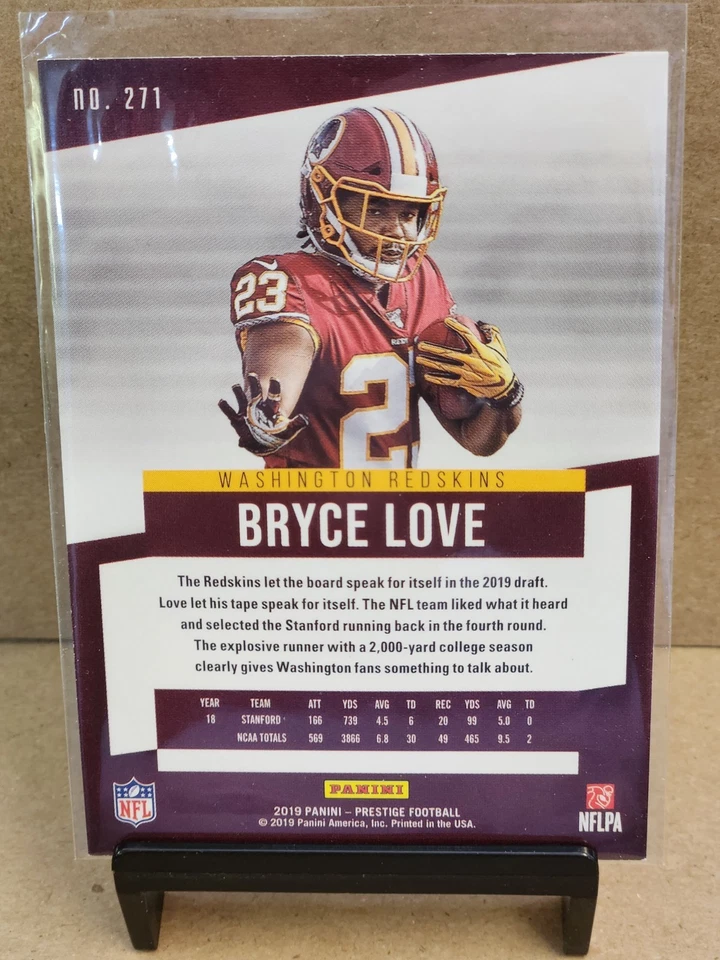 no. 271
23
2
WASHINGTON REDSKINS
BRYCE LOVE
The Redskins let the board speak for itself in the 2019 draft.
Love let his tape speak for itself. The NFL team liked what it heard
and selected the Stanford running back in the fourth round.
The explosive runner with a 2,000-yard college season
clearly gives Washington fans something to talk about.
YEAR TEAM ATT YDS AVG TD REC YDS AVG TD
18 STANFORD 166 739 4.5 6 20 99 5.0 0
NCAA TOTALS 569 3866 6.8 30 49 465 9.5 2
NFL
PANINI
2019 PANINI – PRESTIGE FOOTBALL
© 2019 Panini America, Inc. Printed in the USA.
NFLPA